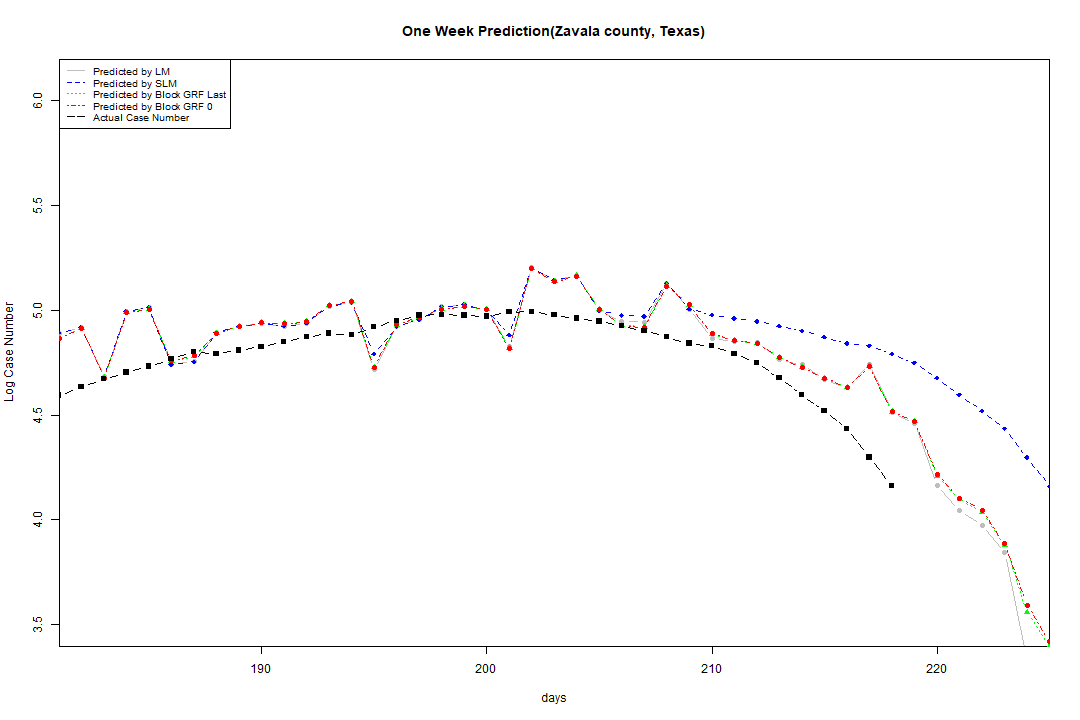 One Week Prediction(Zavala county, Texas)
Predicted by LM
Predicted by SLM
Predicted by Block GRF Last
Predicted by Block GRF 0
Actual Case Number
6.0
5.5
5.0
4.5
4.0
3.5
Log Case Number
190
200
210
220
days